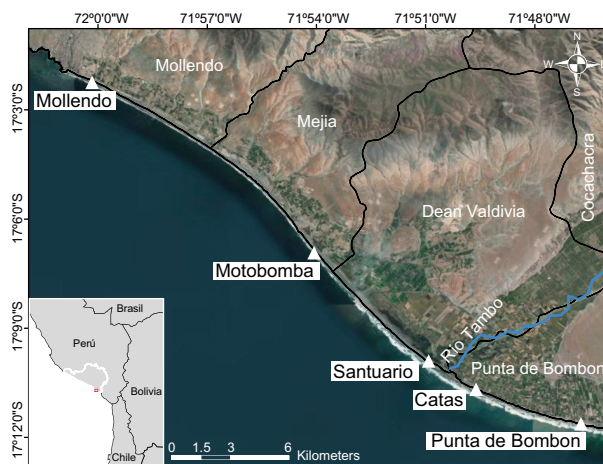 72°0'0"W 71°57'0"W 71°54'0"W 71°51'0"W 71°48'0"W
17°3'0"S
17°6'0"S
17°9'0"S
17°12'0"S
N
W E
S
Mollendo
Mollendo
Mejia
Cocachacra
Dean Valdivia
Motobomba
Rio Tambo
Santuario
Punta de Bombon
Catas
Punta de Bombon
Brasil
Perú
Bolivia
Chile
0 1.5 3 6
Kilometers